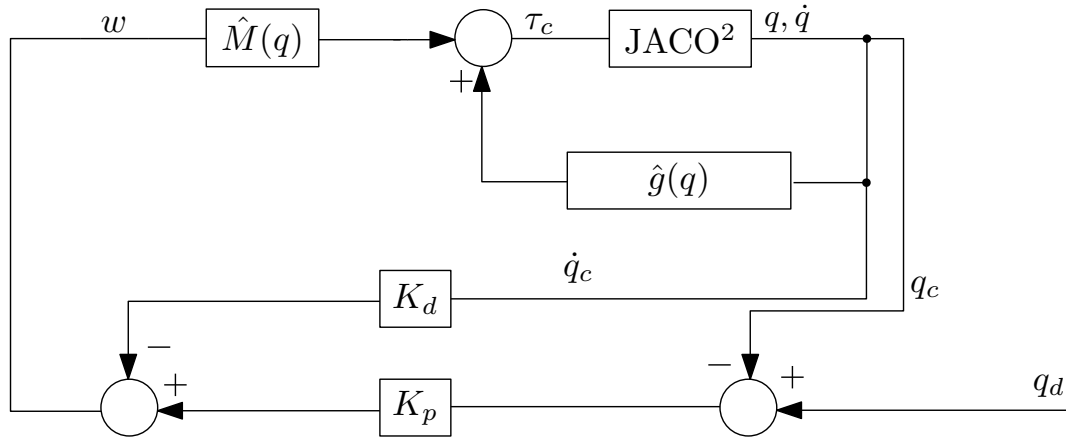 w
M̂(q)
τ_c
JACO²
q, q̇
+
ĝ(q)
q̇_c
K_d
q_c
−
−
+
+
q_d
K_p